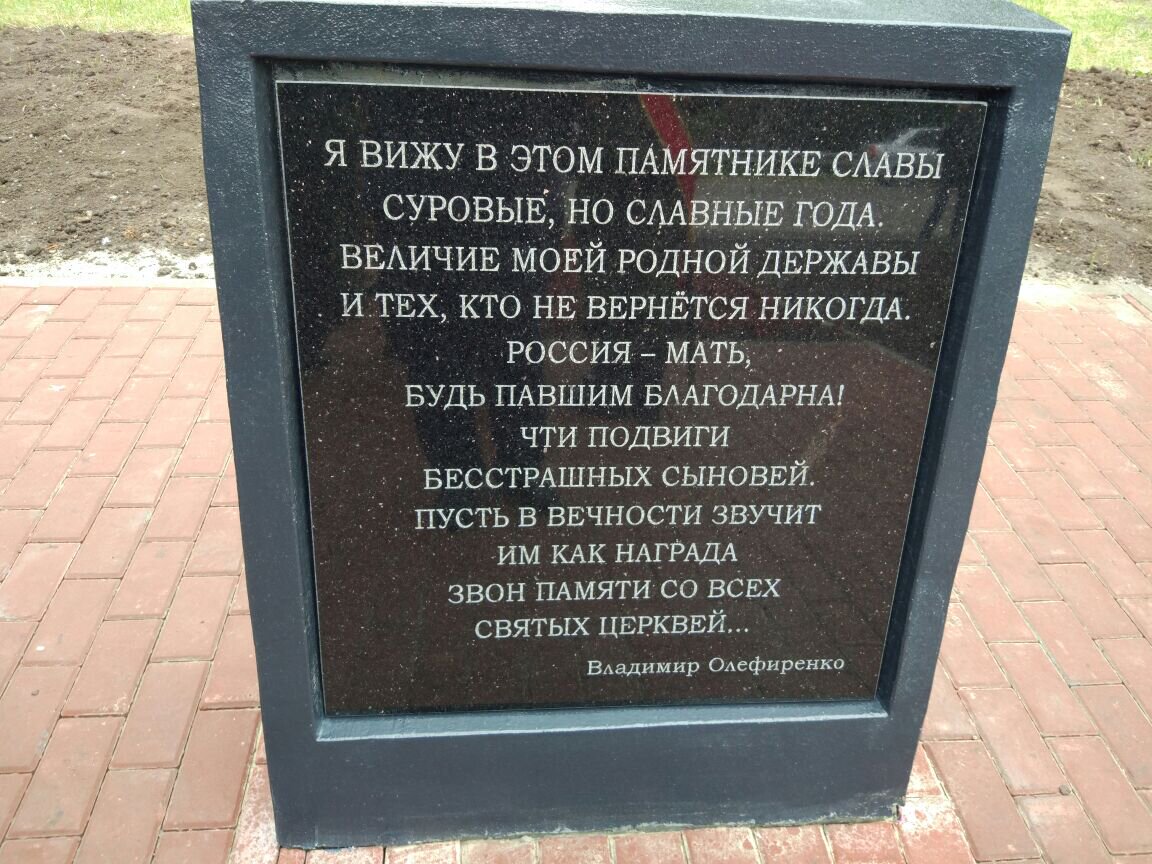 Я ВИЖУ В ЭТОМ ПАМЯТНИКЕ СЛАВЫ
СУРОВЫЕ, НО СЛАВНЫЕ ГОДА.
ВЕЛИЧИЕ МОЕЙ РОДНОЙ ДЕРЖАВЫ
И ТЕХ, КТО НЕ ВЕРНЁТСЯ НИКОГДА.
РОССИЯ – МАТЬ,
БУДЬ ПАВШИМ БЛАГОДАРНА!
ЧТИ ПОДВИГИ
БЕССТРАШНЫХ СЫНОВЕЙ.
ПУСТЬ В ВЕЧНОСТИ ЗВУЧИТ
ИМ КАК НАГРАДА
ЗВОН ПАМЯТИ СО ВСЕХ
СВЯТЫХ ЦЕРКВЕЙ...
Владимир Олефиренко